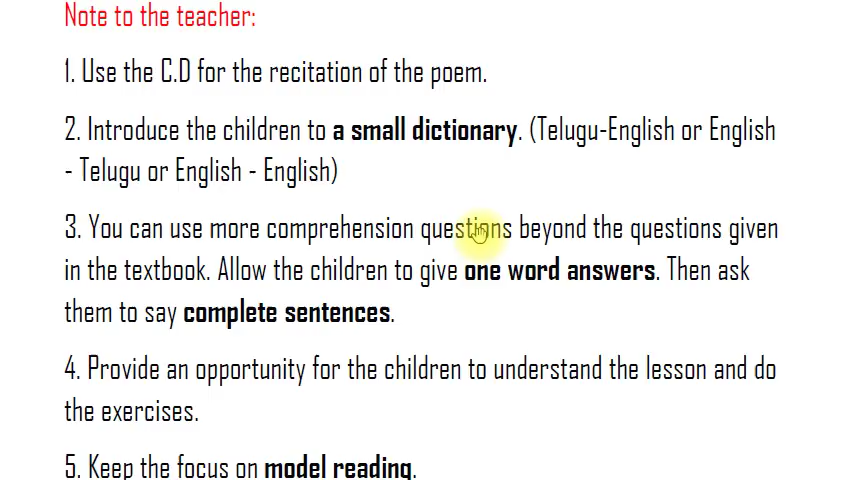 Note to the teacher:
1. Use the C.D for the recitation of the poem.
2. Introduce the children to a small dictionary. (Telugu-English or English
- Telugu or English - English)
3. You can use more comprehension questions beyond the questions given
in the textbook. Allow the children to give one word answers. Then ask
them to say complete sentences.
4. Provide an opportunity for the children to understand the lesson and do
the exercises.
5. Keep the focus on model reading.